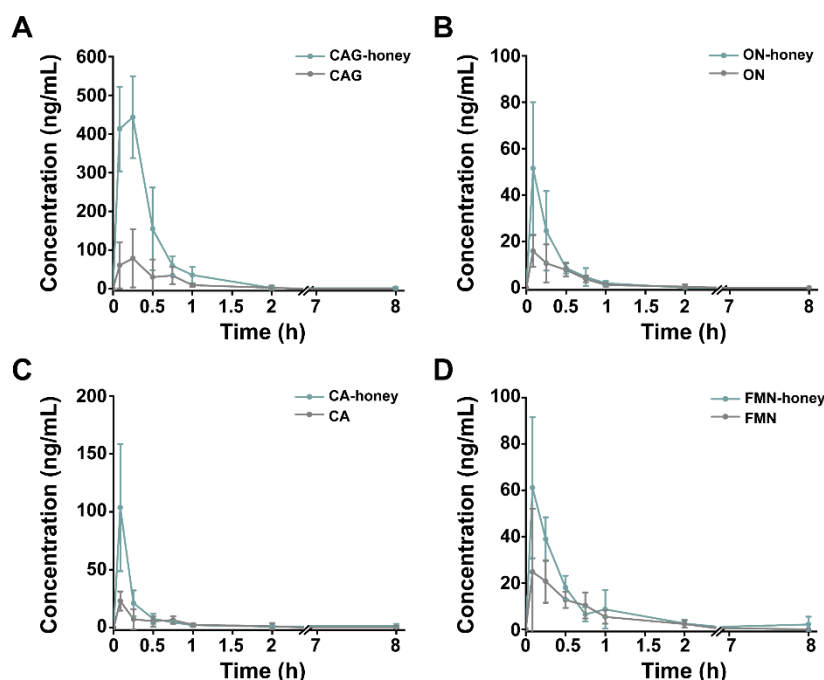 A
CAG-honey
CAG
Concentration (ng/mL)
600
500
400
300
200
100
0
0 0.5 1 1.5 2 7 8
Time (h)
B
ON-honey
ON
Concentration (ng/mL)
100
80
60
40
20
0
0 0.5 1 1.5 2 7 8
Time (h)
C
CA-honey
CA
Concentration (ng/mL)
200
150
100
50
0
0 0.5 1 1.5 2 7 8
Time (h)
D
FMN-honey
FMN
Concentration (ng/mL)
100
80
60
40
20
0
0 0.5 1 1.5 2 7 8
Time (h)